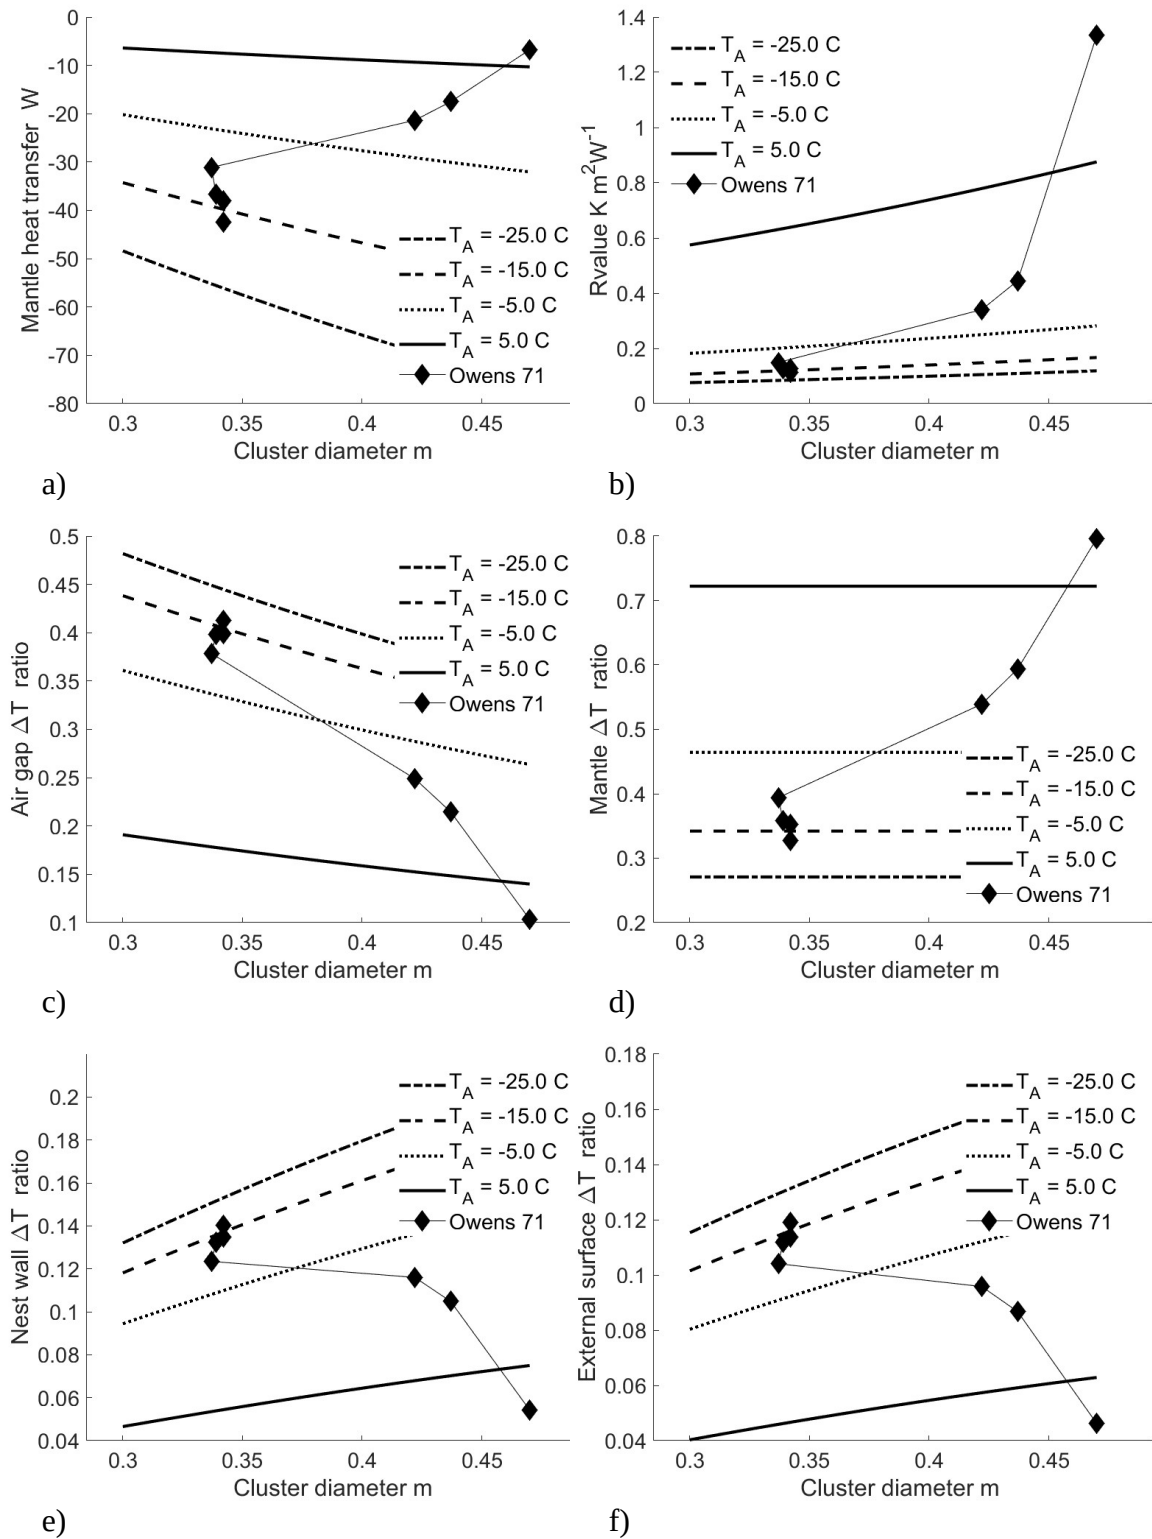 0
-10
-20
-30
-40
-50
-60
-70
-80
Mantle heat transfer W
T_A = -25.0 C
T_A = -15.0 C
T_A = -5.0 C
T_A = 5.0 C
Owens 71
0.3 0.35 0.4 0.45
Cluster diameter m
a)
1.4
1.2
1
0.8
0.6
0.4
0.2
0
Rvalue K m²W⁻¹
T_A = -25.0 C
T_A = -15.0 C
T_A = -5.0 C
T_A = 5.0 C
Owens 71
0.3 0.35 0.4 0.45
Cluster diameter m
b)
0.5
0.45
0.4
0.35
0.3
0.25
0.2
0.15
0.1
Air gap ΔT ratio
T_A = -25.0 C
T_A = -15.0 C
T_A = -5.0 C
T_A = 5.0 C
Owens 71
0.3 0.35 0.4 0.45
Cluster diameter m
c)
0.8
0.7
0.6
0.5
0.4
0.3
0.2
Mantle ΔT ratio
T_A = -25.0 C
T_A = -15.0 C
T_A = -5.0 C
T_A = 5.0 C
Owens 71
0.3 0.35 0.4 0.45
Cluster diameter m
d)
0.2
0.18
0.16
0.14
0.12
0.1
0.08
0.06
0.04
Nest wall ΔT ratio
T_A = -25.0 C
T_A = -15.0 C
T_A = -5.0 C
T_A = 5.0 C
Owens 71
0.3 0.35 0.4 0.45
Cluster diameter m
e)
0.18
0.16
0.14
0.12
0.1
0.08
0.06
0.04
External surface ΔT ratio
T_A = -25.0 C
T_A = -15.0 C
T_A = -5.0 C
T_A = 5.0 C
Owens 71
0.3 0.35 0.4 0.45
Cluster diameter m
f)